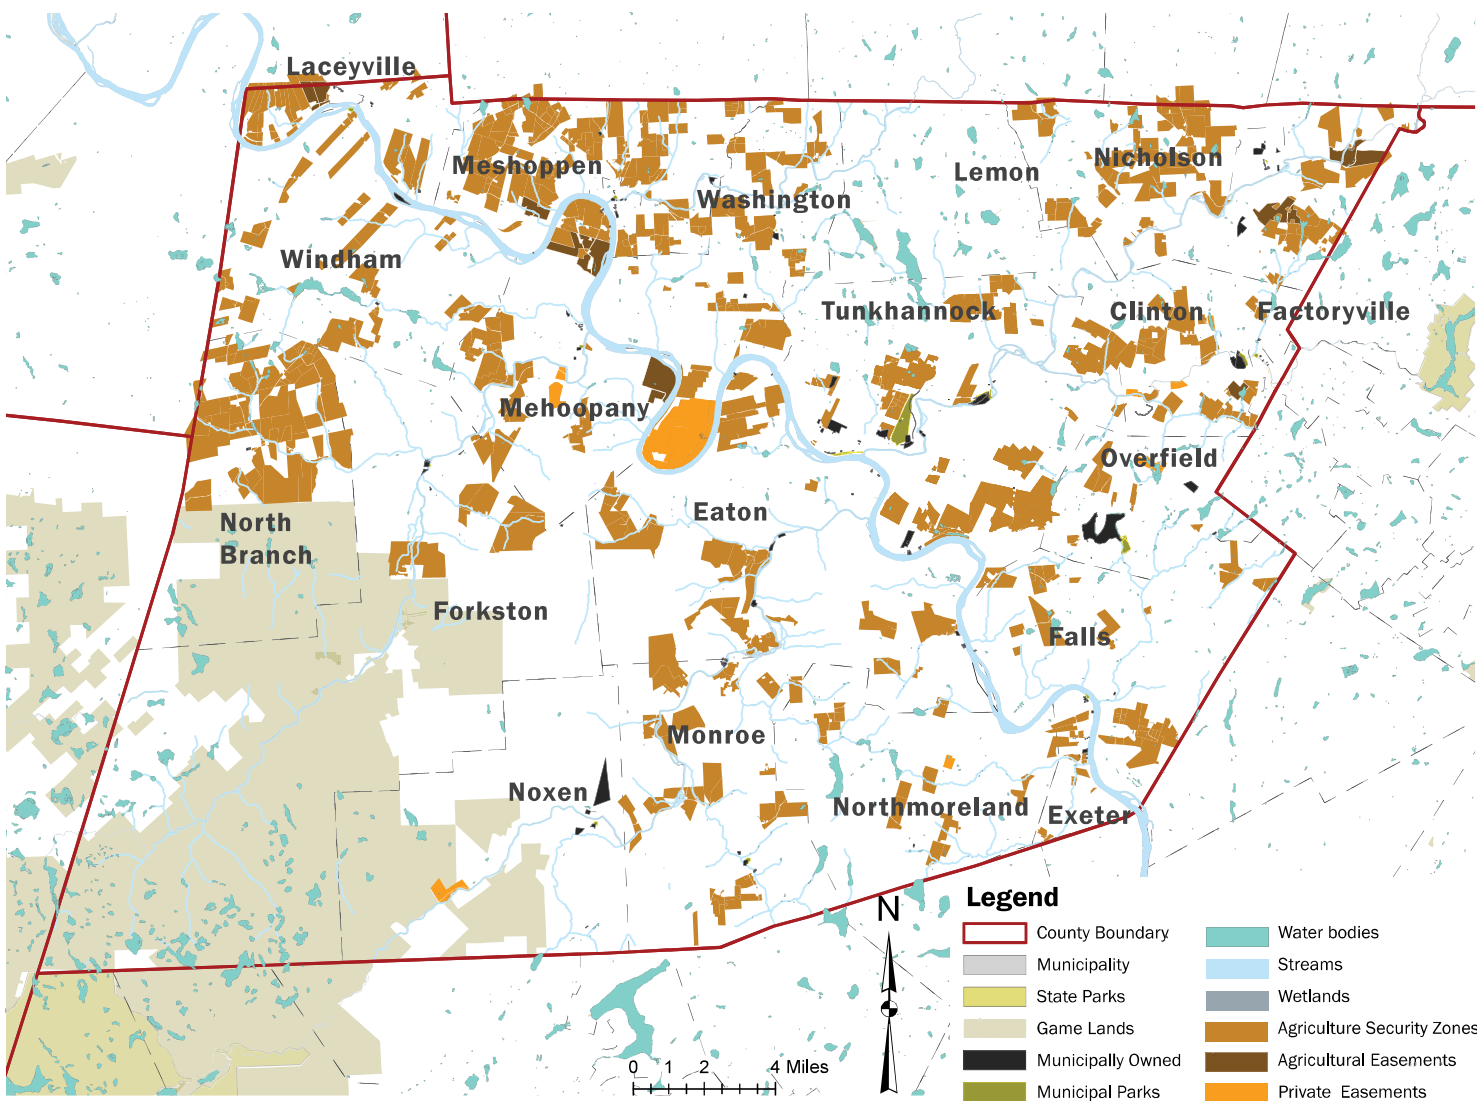 Laceyville
Meshoppen
Washington
Lemon
Nicholson
Windham
Tunkhannock
Clinton
Factoryville
Mehoopany
Overfield
Eaton
North
Branch
Forkston
Falls
Monroe
Noxen
Northmoreland
Exeter
N
0 1 2 4 Miles
Legend
County Boundary
Municipality
State Parks
Game Lands
Municipally Owned
Municipal Parks
Water bodies
Streams
Wetlands
Agriculture Security Zones
Agricultural Easements
Private Easements